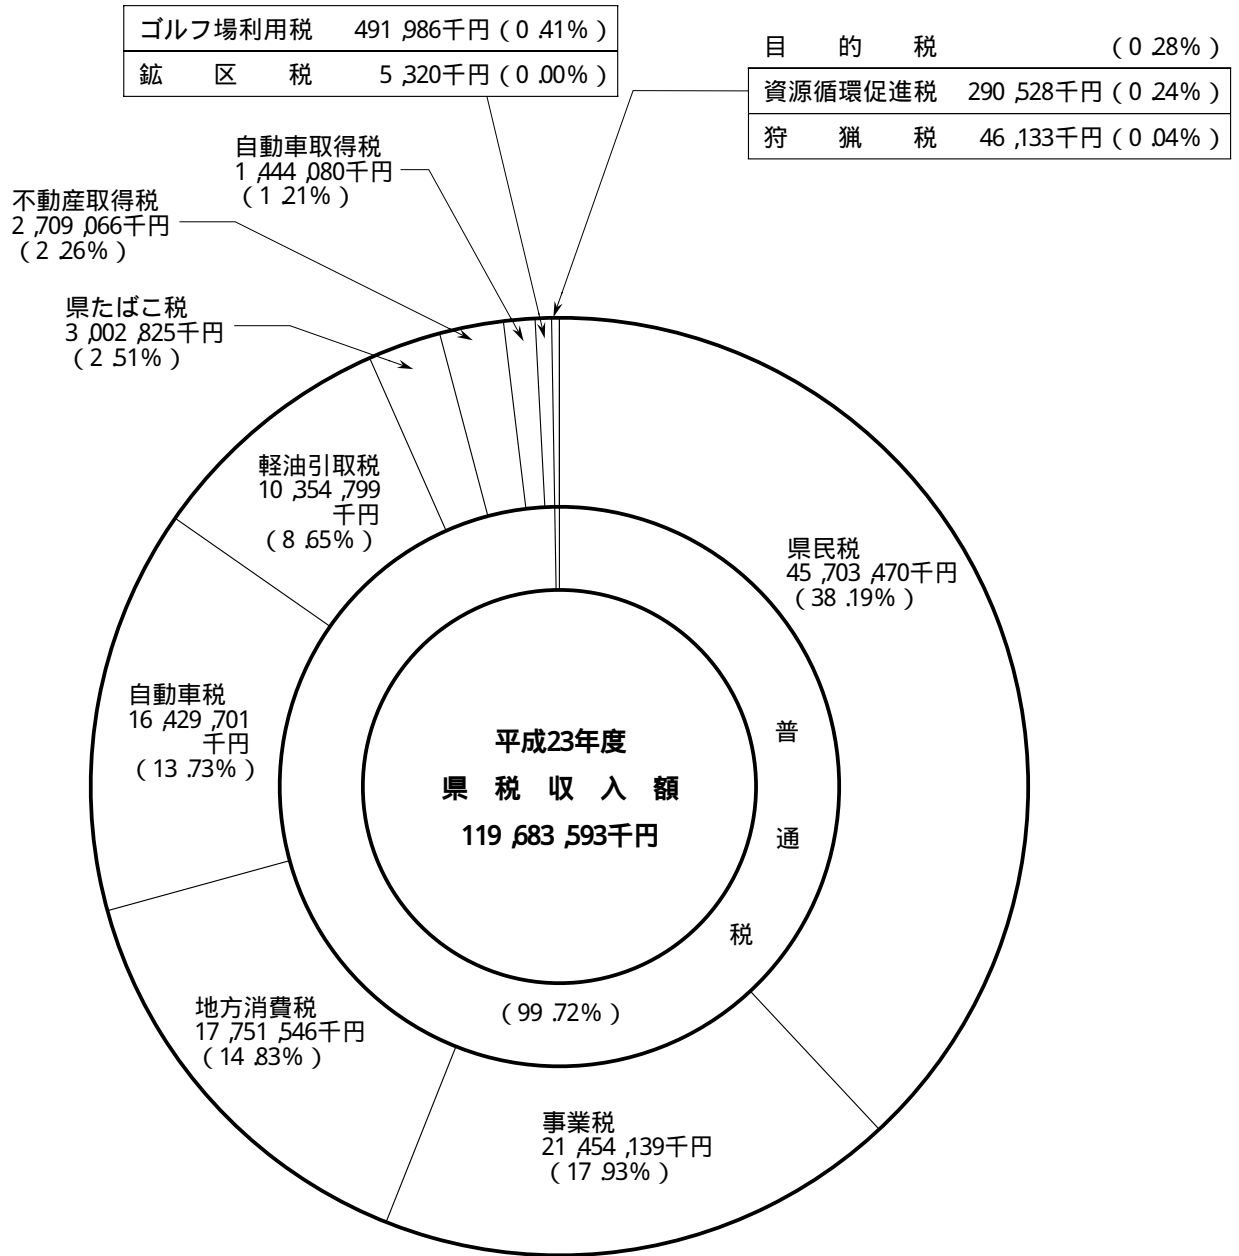 ゴルフ場利用税 491,986千円(0.41%)
鉱区税 5,320千円(0.00%)
目的税 (0.28%)
資源循環促進税 290,528千円(0.24%)
狩猟税 46,133千円(0.04%)
自動車取得税
1,444,080千円
(1.21%)
不動産取得税
2,709,066千円
(2.26%)
県たばこ税
3,002,825千円
(2.51%)
軽油引取税
10,354,799
千円
(8.65%)
県民税
45,703,470千円
(38.19%)
自動車税
16,429,701
千円
(13.73%)
平成23年度
県税収入額
119,683,593千円
普
通
税
(99.72%)
地方消費税
17,751,546千円
(14.83%)
事業税
21,454,139千円
(17.93%)